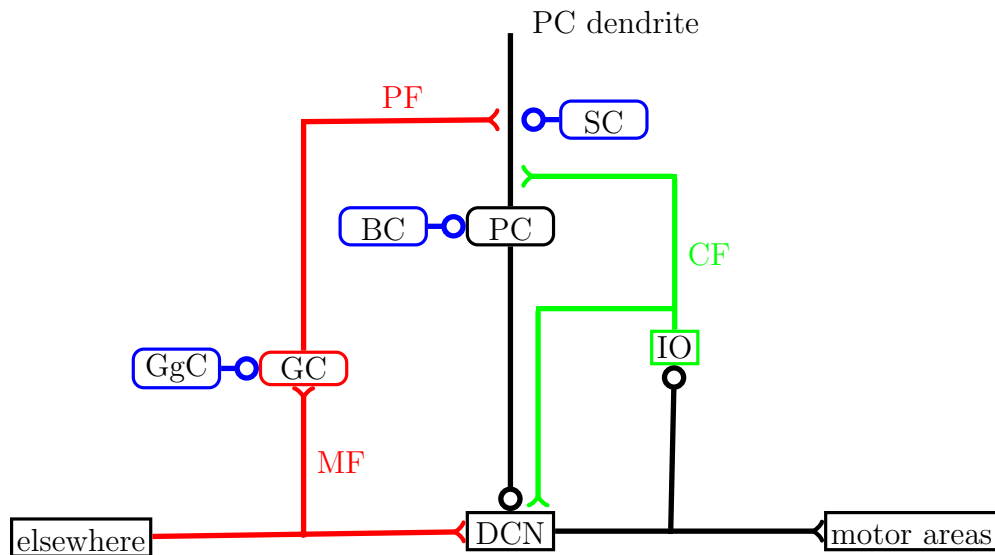 PC dendrite
PF
SC
BC
PC
CF
IO
GgC
GC
MF
elsewhere
DCN
motor areas